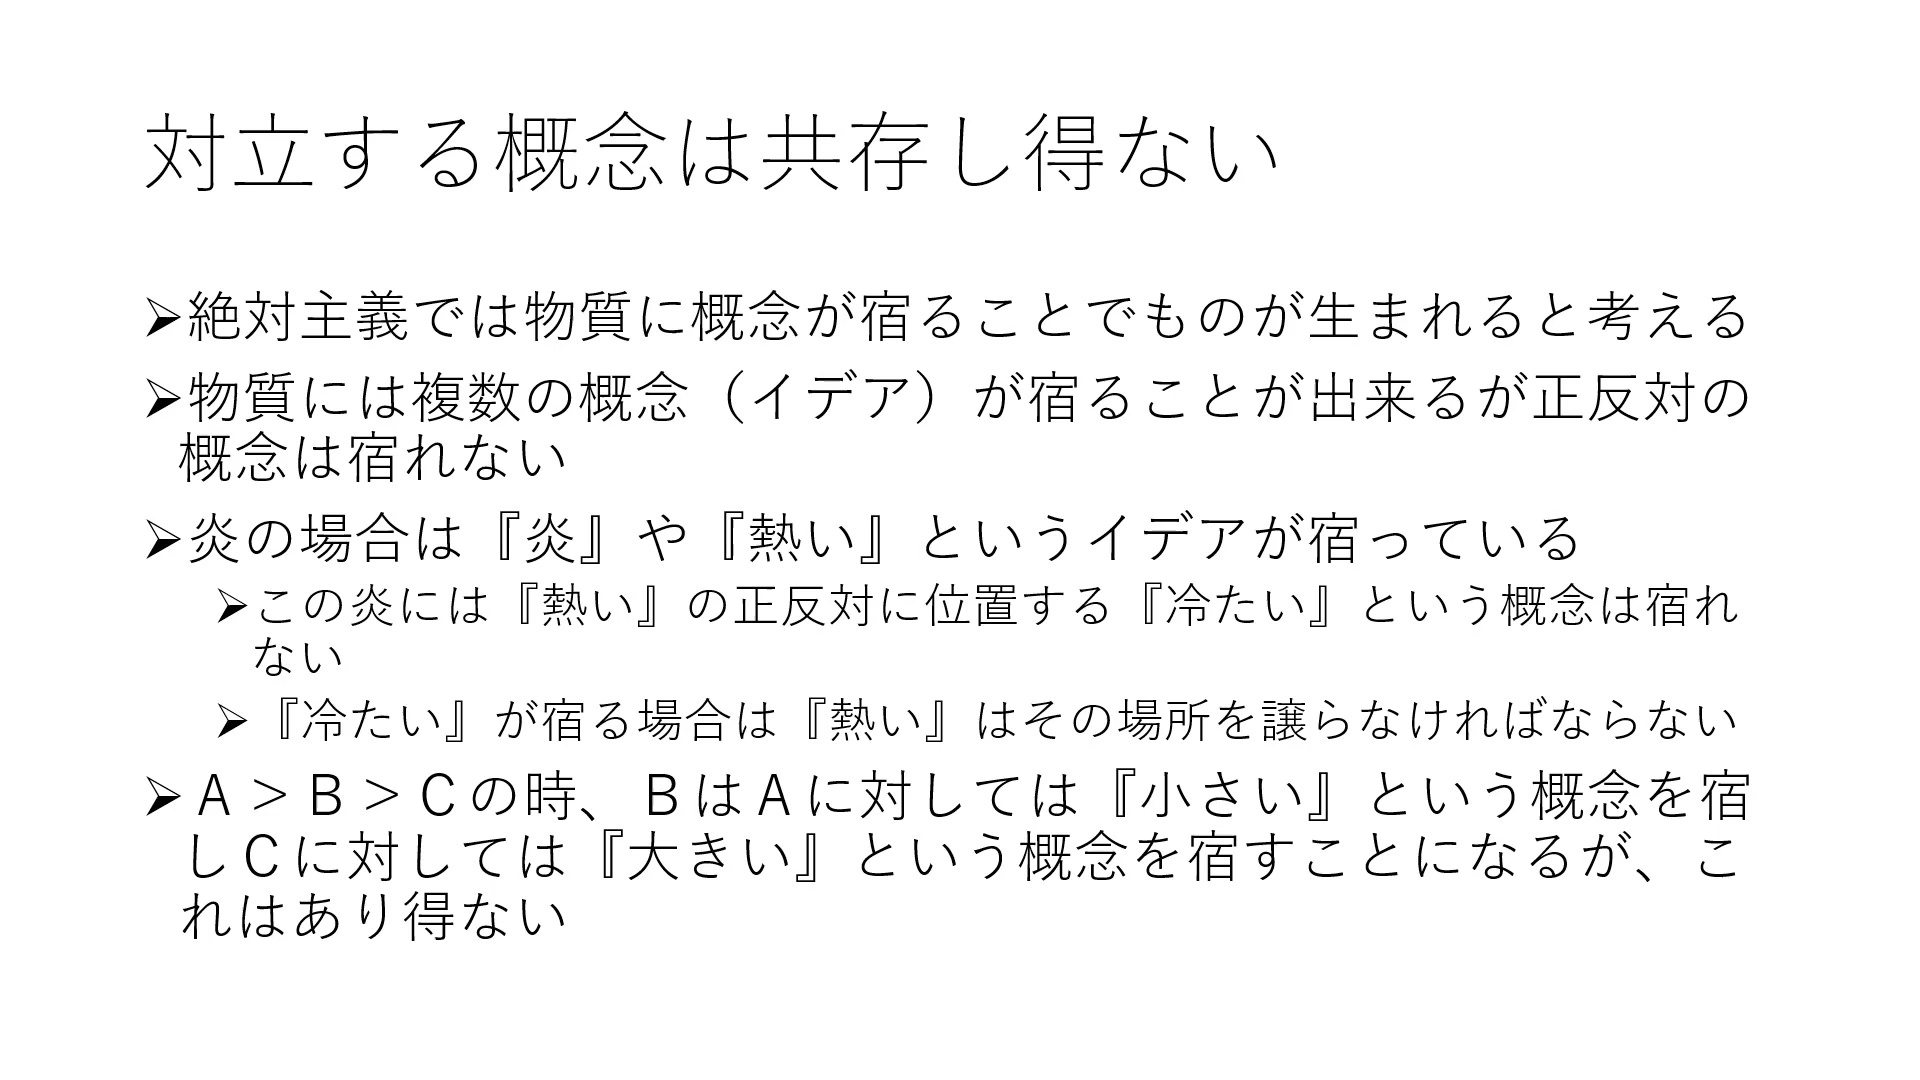 対立する概念は共存し得ない
➢絶対主義では物質に概念が宿ることでものが生まれると考える
➢物質には複数の概念（イデア）が宿ることが出来るが正反対の
概念は宿れない
➢炎の場合は『炎』や『熱い』というイデアが宿っている
➢この炎には『熱い』の正反対に位置する『冷たい』という概念は宿れ
ない
➢『冷たい』が宿る場合は『熱い』はその場所を譲らなければならない
➢Ａ＞Ｂ＞Ｃの時、ＢはＡに対しては『小さい』という概念を宿
しＣに対しては『大きい』という概念を宿すことになるが、こ
れはあり得ない